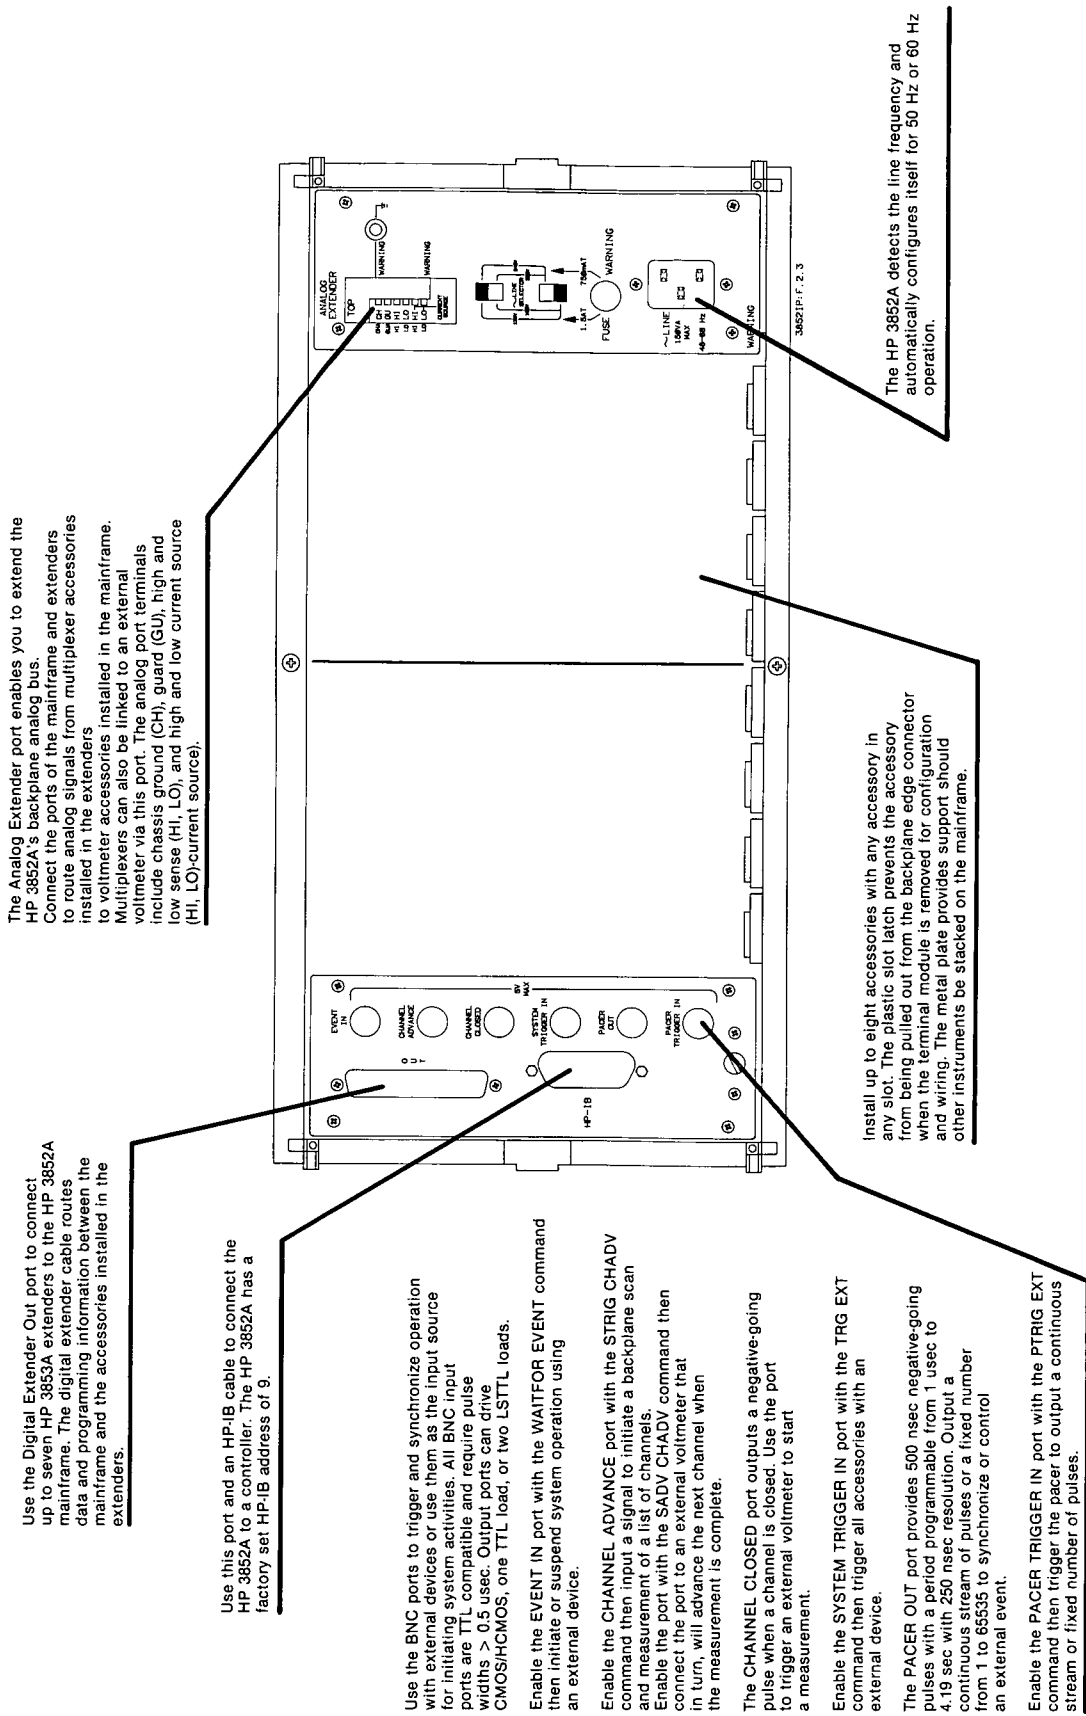 Use the Digital Extender Out port to connect
up to seven HP 3853A extenders to the HP 3852A
mainframe. The digital extender cable routes
data and programming information between the
mainframe and the accessories installed in the
extenders.
Use this port and an HP-IB cable to connect the
HP 3852A to a controller. The HP 3852A has a
factory set HP-IB address of 9.
Use the BNC ports to trigger and synchronize operation
with external devices or use them as the input source
for initiating system activities. All BNC input
ports are TTL compatible and require pulse
widths > 0.5 usec. Output ports can drive
CMOS/HCMOS, one TTL load, or two LSTTL loads.
Enable the EVENT IN port with the WAITFOR EVENT command
then initiate or suspend system operation using
an external device.
Enable the CHANNEL ADVANCE port with the STRIG CHADV
command then input a signal to initiate a backplane scan
and measurement of a list of channels.
Enable the port with the SADV CHADV command then
connect the port to an external voltmeter that
in turn, will advance the next channel when
the measurement is complete.
The CHANNEL CLOSED port outputs a negative-going
pulse when a channel is closed. Use the port
to trigger an external voltmeter to start
a measurement.
Enable the SYSTEM TRIGGER IN port with the TRG EXT
command then trigger all accessories with an
external device.
The PACER OUT port provides 500 nsec negative-going
pulses with a period programmable from 1 usec to
4.19 sec with 250 nsec resolution. Output a
continuous stream of pulses or a fixed number
from 1 to 65535 to synchronize or control
an external event.
Enable the PACER TRIGGER IN port with the PTRIG EXT
command then trigger the pacer to output a continuous
stream or fixed number of pulses.
The Analog Extender port enables you to extend the
HP 3852A's backplane analog bus.
Connect the ports of the mainframe and extenders
to route analog signals from multiplexer accessories
installed in the extenders
to voltmeter accessories installed in the mainframe.
Multiplexers can also be linked to an external
voltmeter via this port. The analog port terminals
include chassis ground (CH), guard (GU), high and
low sense (HI, LO), and high and low current source
(HI, LO)-current source).
OUT
HP-IB
EVENT
IN
CHANNEL
ADVANCE
CHANNEL
CLOSED
SYSTEM
TRIGGER IN
PACER
OUT
PACER
TRIGGER IN
5V
MAX
ANALOG
EXTENDER
TOP
CH
GU
HI
LO
HI
LO
CURRENT
SOURCE
WARNING
WARNING
~LINE
SELECTOR
1.5AT
750mAT
FUSE
WARNING
~LINE
150VA
MAX
48-66 Hz
WARNING
3852IP:F.2.3
Install up to eight accessories with any accessory in
any slot. The plastic slot latch prevents the accessory
from being pulled out from the backplane edge connector
when the terminal module is removed for configuration
and wiring. The metal plate provides support should
other instruments be stacked on the mainframe.
The HP 3852A detects the line frequency and
automatically configures itself for 50 Hz or 60 Hz
operation.